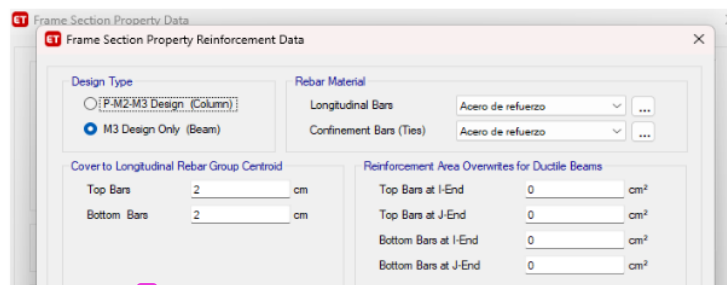 ET Frame Section Property Data
ET Frame Section Property Reinforcement Data
Design Type
P-M2-M3 Design (Column)
M3 Design Only (Beam)
Rebar Material
Longitudinal Bars Acero de refuerzo ...
Confinement Bars (Ties) Acero de refuerzo ...
Cover to Longitudinal Rebar Group Centroid
Top Bars 2 cm
Bottom Bars 2 cm
Reinforcement Area Overwrites for Ductile Beams
Top Bars at I-End 0 cm²
Top Bars at J-End 0 cm²
Bottom Bars at I-End 0 cm²
Bottom Bars at J-End 0 cm²